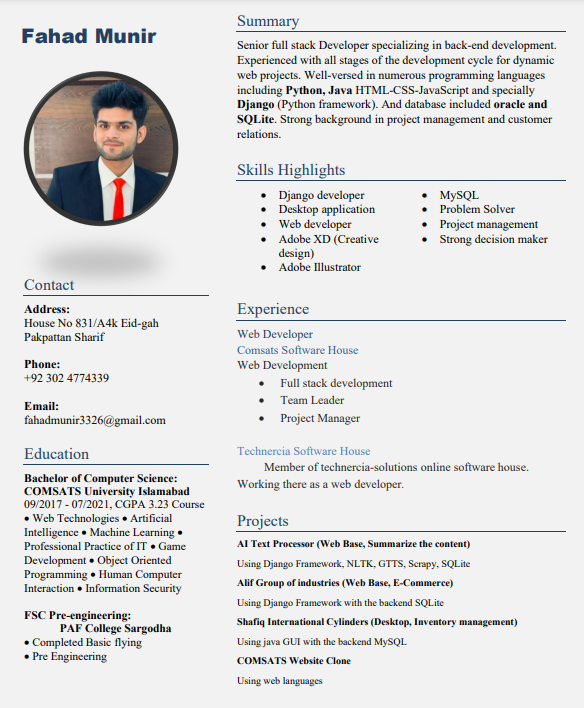 Fahad Munir
Contact
Address:
House No 831/A4k Eid-gah
Pakpattan Sharif
Phone:
+92 302 4774339
Email:
fahadmunir3326@gmail.com
Education
Bachelor of Computer Science:
COMSATS University Islamabad
09/2017 - 07/2021, CGPA 3.23 Course
• Web Technologies • Artificial
Intelligence • Machine Learning •
Professional Practice of IT • Game
Development • Object Oriented
Programming • Human Computer
Interaction • Information Security
FSC Pre-engineering:
PAF College Sargodha
• Completed Basic flying
• Pre Engineering
Summary
Senior full stack Developer specializing in back-end development.
Experienced with all stages of the development cycle for dynamic
web projects. Well-versed in numerous programming languages
including Python, Java HTML-CSS-JavaScript and specially
Django (Python framework). And database included oracle and
SQLite. Strong background in project management and customer
relations.
Skills Highlights
• Django developer
• Desktop application
• Web developer
• Adobe XD (Creative
design)
• Adobe Illustrator
• MySQL
• Problem Solver
• Project management
• Strong decision maker
Experience
Web Developer
Comsats Software House
Web Development
• Full stack development
• Team Leader
• Project Manager
Technercia Software House
Member of technercia-solutions online software house.
Working there as a web developer.
Projects
AI Text Processor (Web Base, Summarize the content)
Using Django Framework, NLTK, GTTS, Scrapy, SQLite
Alif Group of industries (Web Base, E-Commerce)
Using Django Framework with the backend SQLite
Shafiq International Cylinders (Desktop, Inventory management)
Using java GUI with the backend MySQL
COMSATS Website Clone
Using web languages